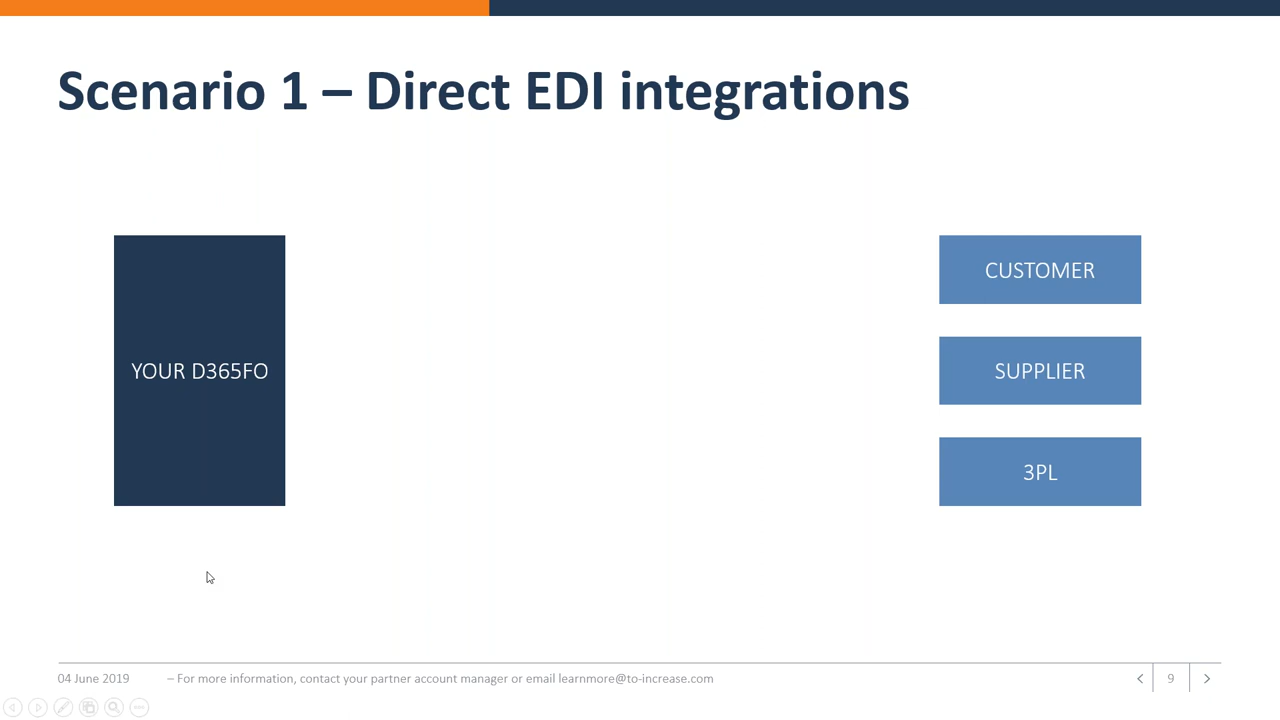 Scenario 1 – Direct EDI integrations
YOUR D365FO
CUSTOMER
SUPPLIER
3PL
04 June 2019
– For more information, contact your partner account manager or email learnmore@to-increase.com
< 9 >